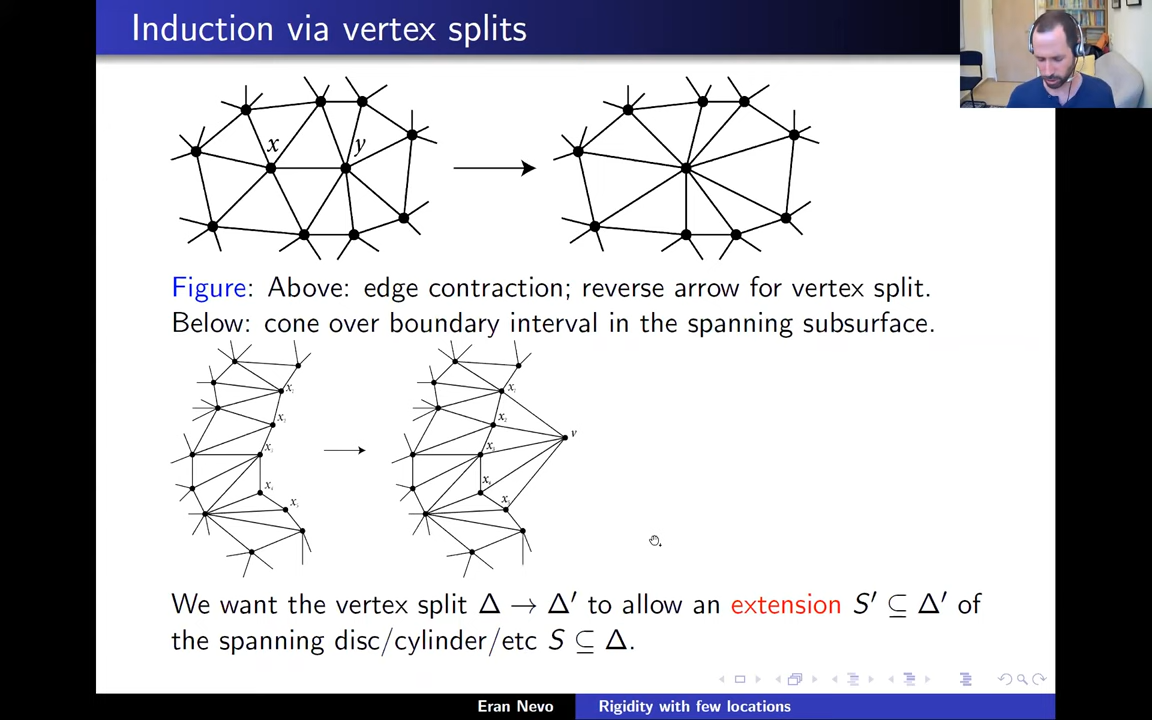 Induction via vertex splits
x y
Figure: Above: edge contraction; reverse arrow for vertex split.
Below: cone over boundary interval in the spanning subsurface.
v
We want the vertex split Δ → Δ′ to allow an extension S′ ⊆ Δ′ of
the spanning disc/cylinder/etc S ⊆ Δ.
Eran Nevo Rigidity with few locations